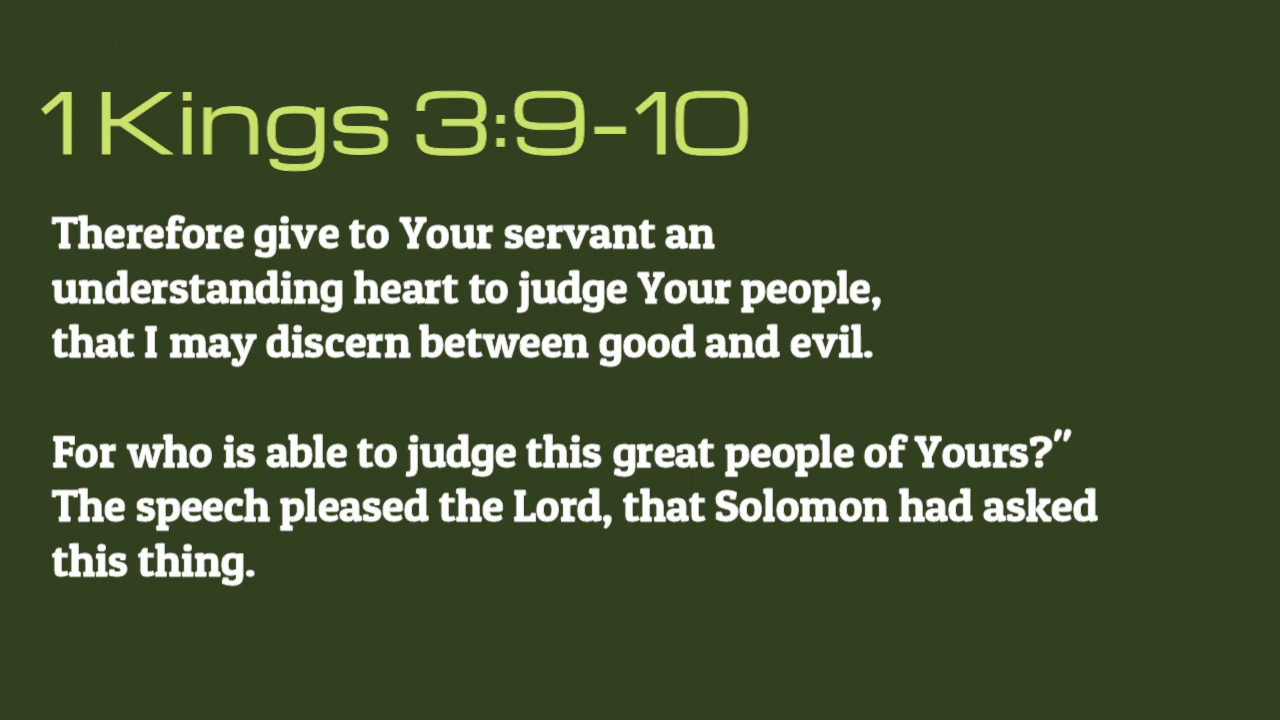 1 Kings 3:9-10
Therefore give to Your servant an
understanding heart to judge Your people,
that I may discern between good and evil.
For who is able to judge this great people of Yours?"
The speech pleased the Lord, that Solomon had asked
this thing.